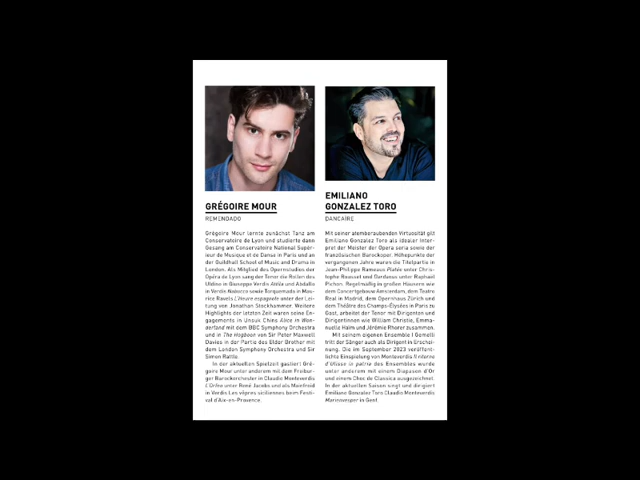 GRÉGOIRE MOUR
REMENDADO
Grégoire Mour lernte zunächst Tanz am
Conservatoire de Lyon und studierte dann
Gesang am Conservatoire National Supérieur
de Musique et de Danse in Paris und an
der Guildhall School of Music and Drama in
London. Als Mitglied des Opernstudios der
Opéra de Lyon sang der Tenor die Rollen des
Uldino in Giuseppe Verdis Attila und Abdallo
in Verdis Nabucco sowie Torquemada in Mau-
rice Ravels L'Heure espagnole unter der Lei-
tung von Jonathan Stockhammer. Weitere
Highlights der letzten Zeit waren seine En-
gagements in Unsuk Chins Alice in Won-
derland mit dem BBC Symphony Orchestra
und in The Hogboon von Sir Peter Maxwell
Davies in der Partie des Elder Brother mit
dem London Symphony Orchestra und Sir
Simon Rattle.
In der aktuellen Spielzeit gastiert Gré-
goire Mour unter anderem mit dem Freibur-
ger Barockorchester in Claudio Monteverdis
L'Orfeo unter René Jacobs und als Manfredi
in Verdis Les vêpres siciliennes beim Festi-
val d'Aix-en-Provence.
EMILIANO
GONZALEZ TORO
DANCAÏRE
Mit seiner atemberaubenden Virtuosität gilt
Emiliano Gonzalez Toro als idealer Inter-
pret der Meister der Opera seria sowie der
französischen Barockoper. Höhepunkte der
vergangenen Jahre waren die Titelpartie in
Jean-Philippe Rameaus Platée unter Chris-
tophe Rousset und Dardanus unter Raphaël
Pichon. Regelmäßig in großen Häusern wie
dem Concertgebouw Amsterdam, dem Teatro
Real in Madrid, dem Opernhaus Zürich und
dem Théâtre des Champs-Élysées in Paris zu
Gast, arbeitet der Tenor mit Dirigenten und
Dirigentinnen wie William Christie, Emma-
nuelle Haïm und Jérémie Rhorer zusammen.
Mit seinem eigenen Ensemble I Gemelli
tritt der Sänger auch als Dirigent in Erschei-
nung. Die im September 2023 veröffent-
lichte Einspielung von Monteverdis Il ritorno
d'Ulisse in patria des Ensembles wurde
unter anderem mit einem Diapason d'Or
und einem Choc de Classica ausgezeichnet.
In der aktuellen Saison singt und dirigiert
Emiliano Gonzalez Toro Claudio Monteverdis
Marienvesper in Genf.